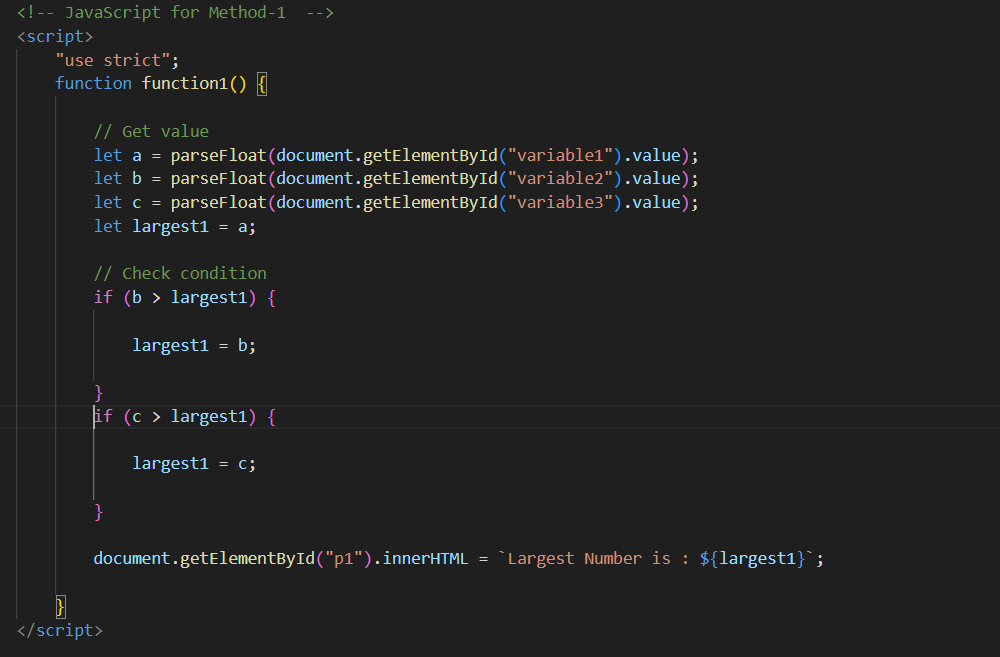 <!-- JavaScript for Method-1  -->
<script>
    "use strict";
    function function1() {
        // Get value
        let a = parseFloat(document.getElementById("variable1").value);
        let b = parseFloat(document.getElementById("variable2").value);
        let c = parseFloat(document.getElementById("variable3").value);
        let largest1 = a;
        // Check condition
        if (b > largest1) {
            largest1 = b;
        }
        if (c > largest1) {
            largest1 = c;
        }
        document.getElementById("p1").innerHTML = `Largest Number is : ${largest1}`;
    }
</script>